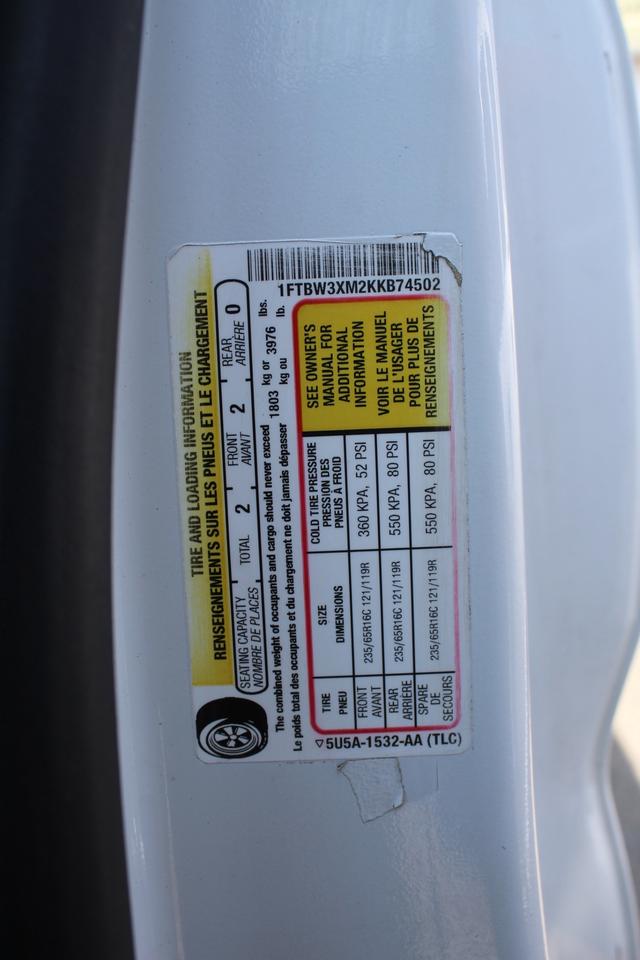 1FTBW3XM2KKB74502
TIRE AND LOADING INFORMATION
RENSEIGNEMENTS SUR LES PNEUS ET LE CHARGEMENT
SEATING CAPACITY TOTAL 2 FRONT 2 REAR 0
NOMBRE DE PLACES AVANT ARRIÈRE
The combined weight of occupants and cargo should never exceed 1803 kg or 3976 lbs.
Le poids total des occupants et du chargement ne doit jamais dépasser kg ou lb.
TIRE SIZE COLD TIRE PRESSURE
PNEU DIMENSIONS PRESSION DES
PNEUS À FROID
FRONT 235/65R16C 121/119R 360 KPA, 52 PSI
AVANT
REAR 235/65R16C 121/119R 550 KPA, 80 PSI
ARRIÈRE
SPARE 235/65R16C 121/119R 550 KPA, 80 PSI
DE
SECOURS
SEE OWNER'S
MANUAL FOR
ADDITIONAL
INFORMATION
VOIR LE MANUEL
DE L'USAGER
POUR PLUS DE
RENSEIGNEMENTS
5U5A-1532-AA (TLC)